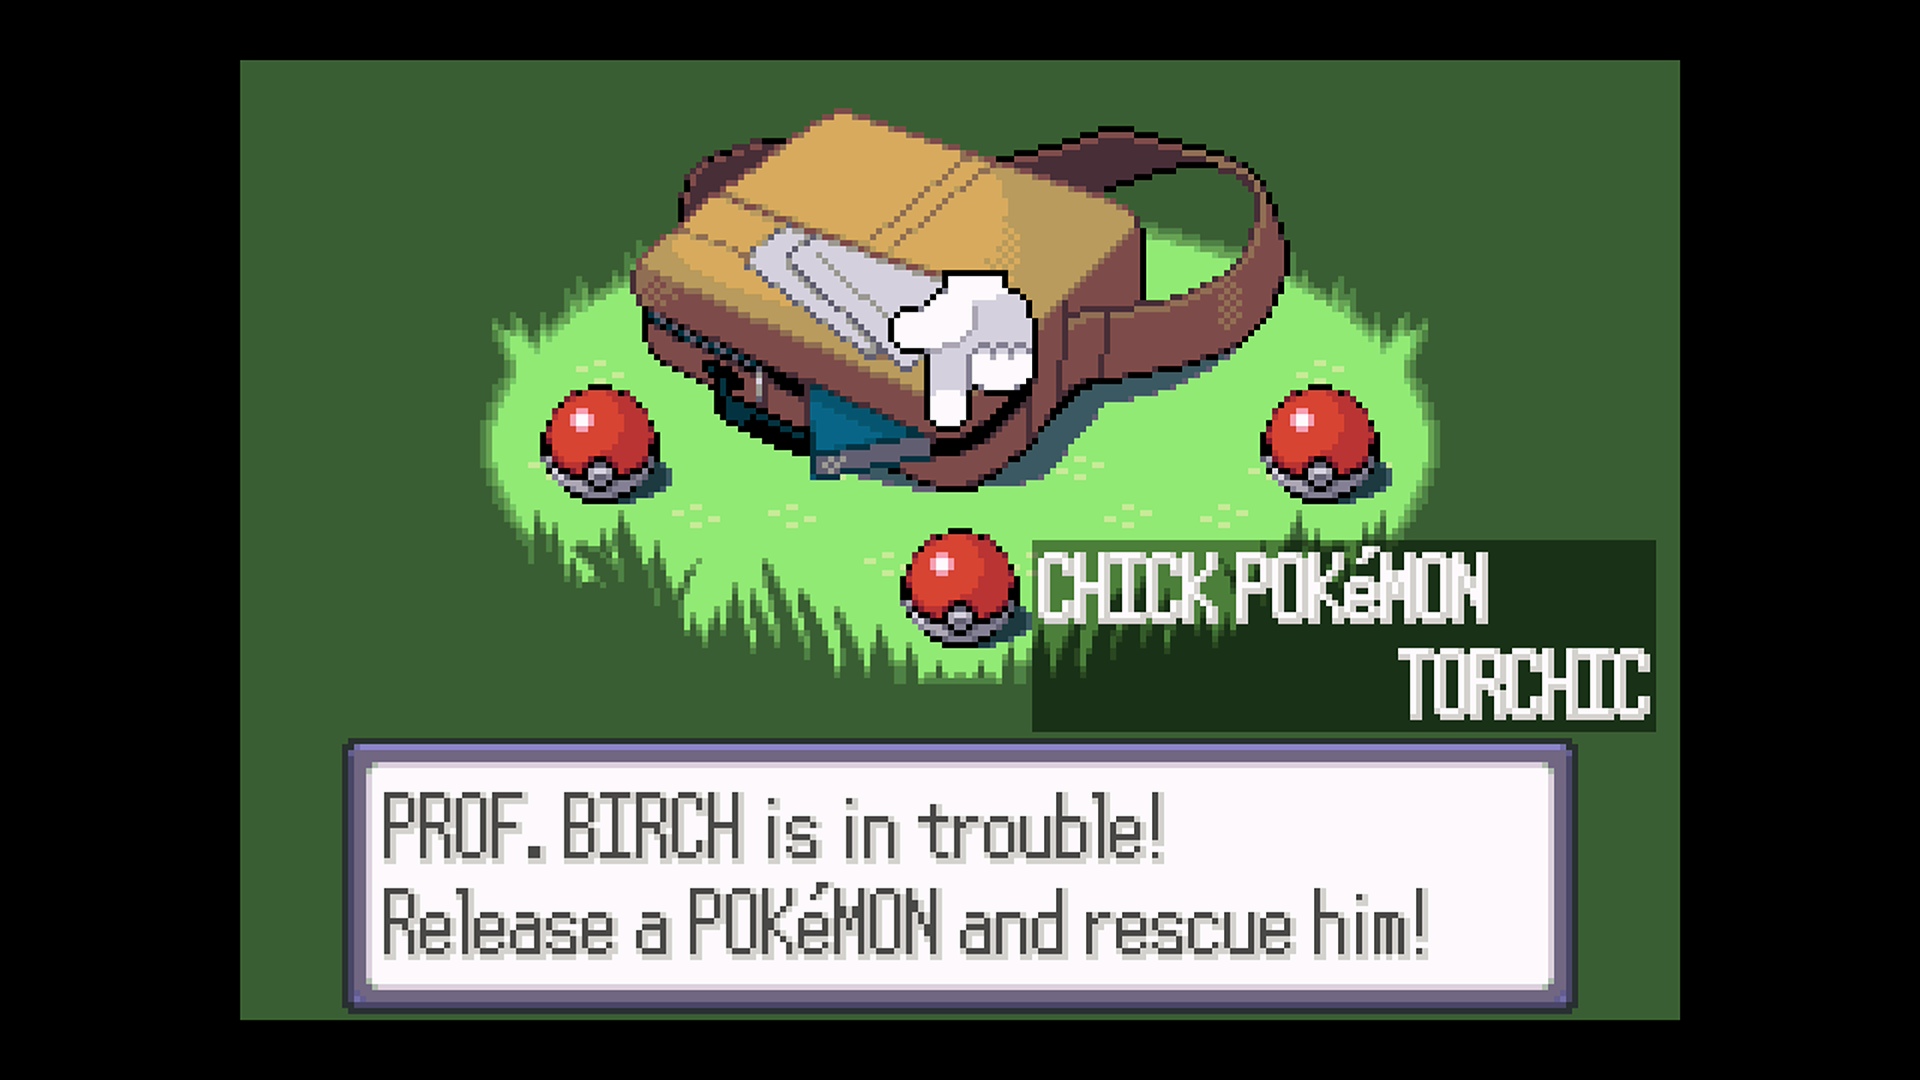 CHICK POKéMON
TORCHIC
PROF. BIRCH is in trouble!
Release a POKéMON and rescue him!